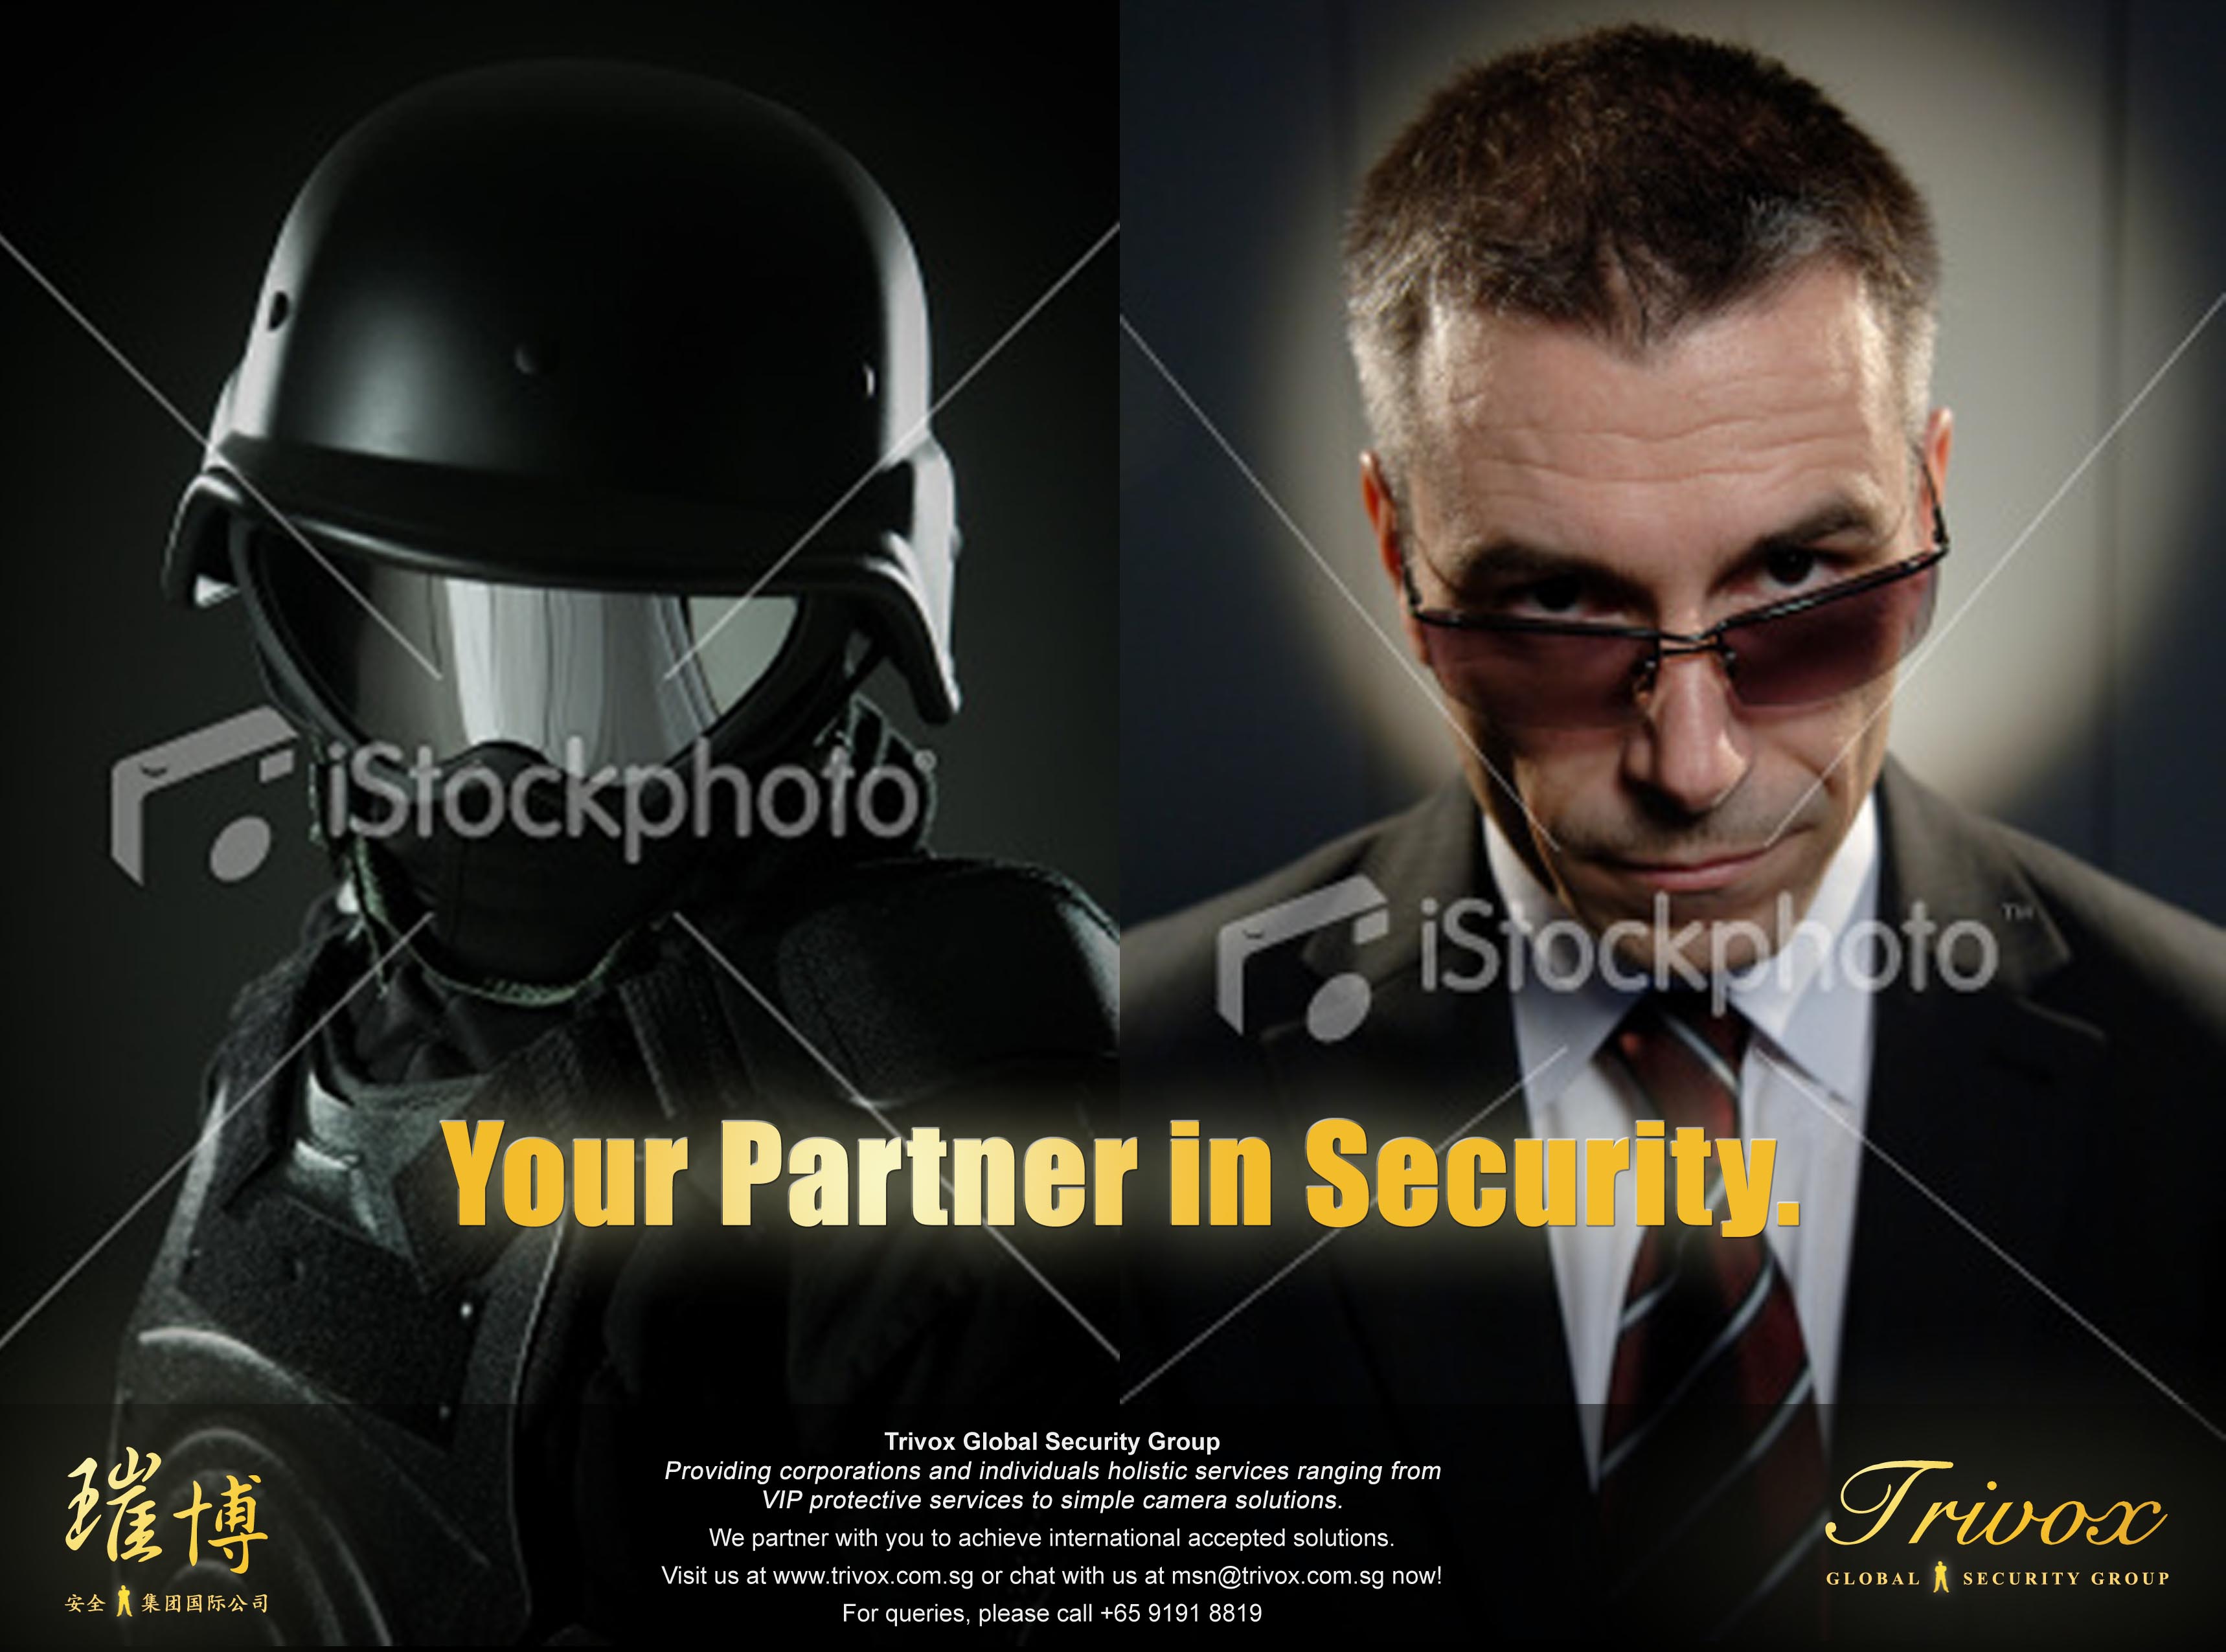 iStockphoto®
iStockphoto™
Your Partner in Security.
Trivox Global Security Group
Providing corporations and individuals holistic services ranging from
VIP protective services to simple camera solutions.
We partner with you to achieve international accepted solutions.
Visit us at www.trivox.com.sg or chat with us at msn@trivox.com.sg now!
For queries, please call +65 9191 8819
璀博
安全 集团国际公司
Trivox
GLOBAL SECURITY GROUP